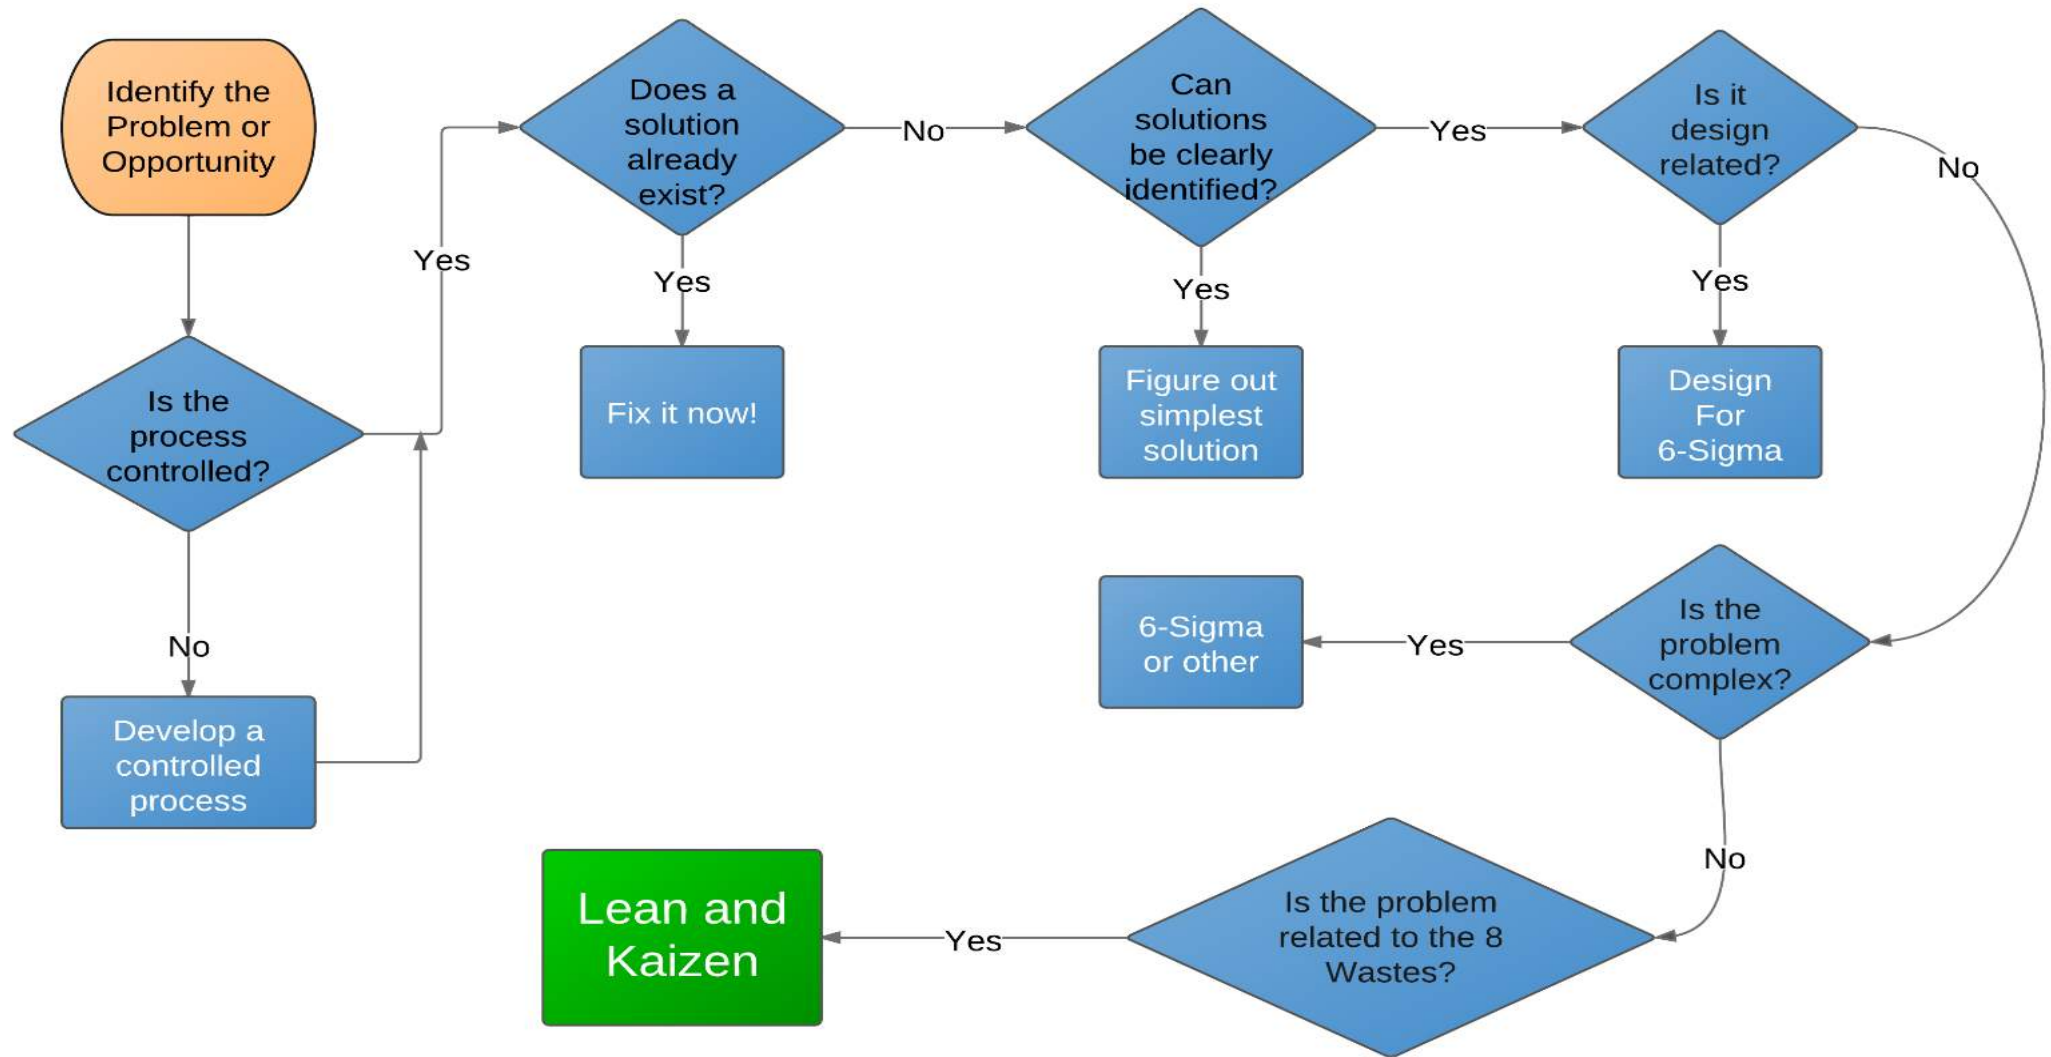 Identify the
Problem or
Opportunity
Is the
process
controlled?
No
Develop a
controlled
process
Yes
Does a
solution
already
exist?
Yes
Fix it now!
No
Can
solutions
be clearly
identified?
Yes
Figure out
simplest
solution
Yes
Is it
design
related?
Yes
Design
For
6-Sigma
No
Is the
problem
complex?
Yes
6-Sigma
or other
No
Is the problem
related to the 8
Wastes?
Yes
Lean and
Kaizen